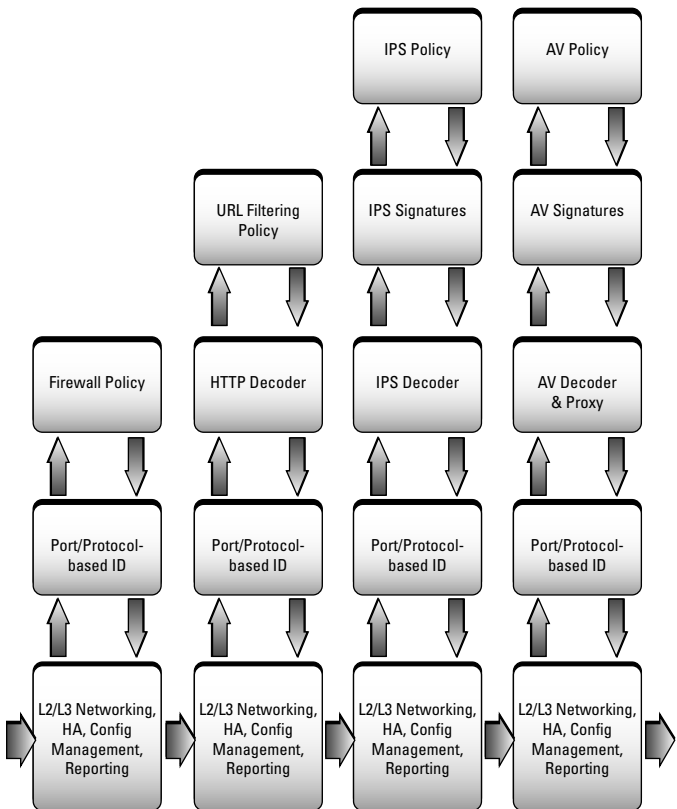 IPS Policy
AV Policy
URL Filtering
Policy
IPS Signatures
AV Signatures
Firewall Policy
HTTP Decoder
IPS Decoder
AV Decoder
& Proxy
Port/Protocol-
based ID
Port/Protocol-
based ID
Port/Protocol-
based ID
Port/Protocol-
based ID
L2/L3 Networking,
HA, Config
Management,
Reporting
L2/L3 Networking,
HA, Config
Management,
Reporting
L2/L3 Networking,
HA, Config
Management,
Reporting
L2/L3 Networking,
HA, Config
Management,
Reporting